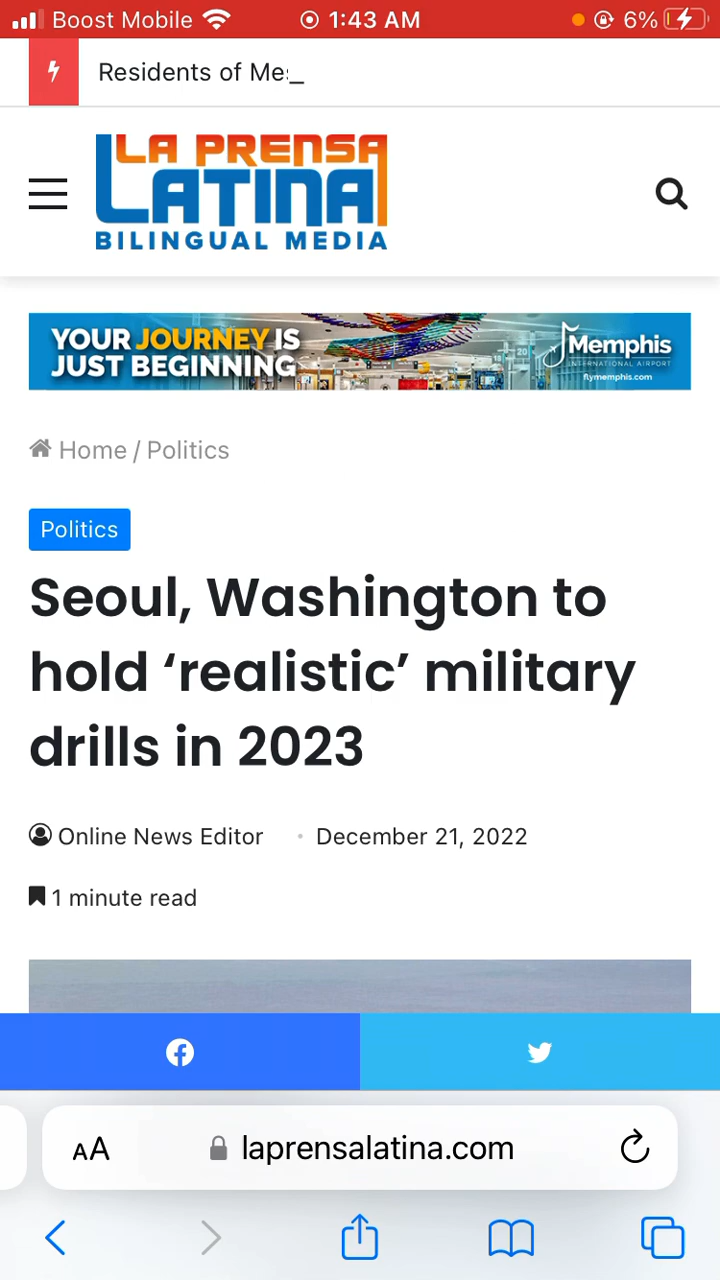 Boost Mobile 1:43 AM 6%
Residents of Me:_
LA PRENSA
LATINA
BILINGUAL MEDIA
YOUR JOURNEY IS
JUST BEGINNING
Memphis
INTERNATIONAL AIRPORT
flymemphis.com
Home / Politics
Politics
Seoul, Washington to
hold ‘realistic’ military
drills in 2023
Online News Editor • December 21, 2022
1 minute read
AA laprensalatina.com